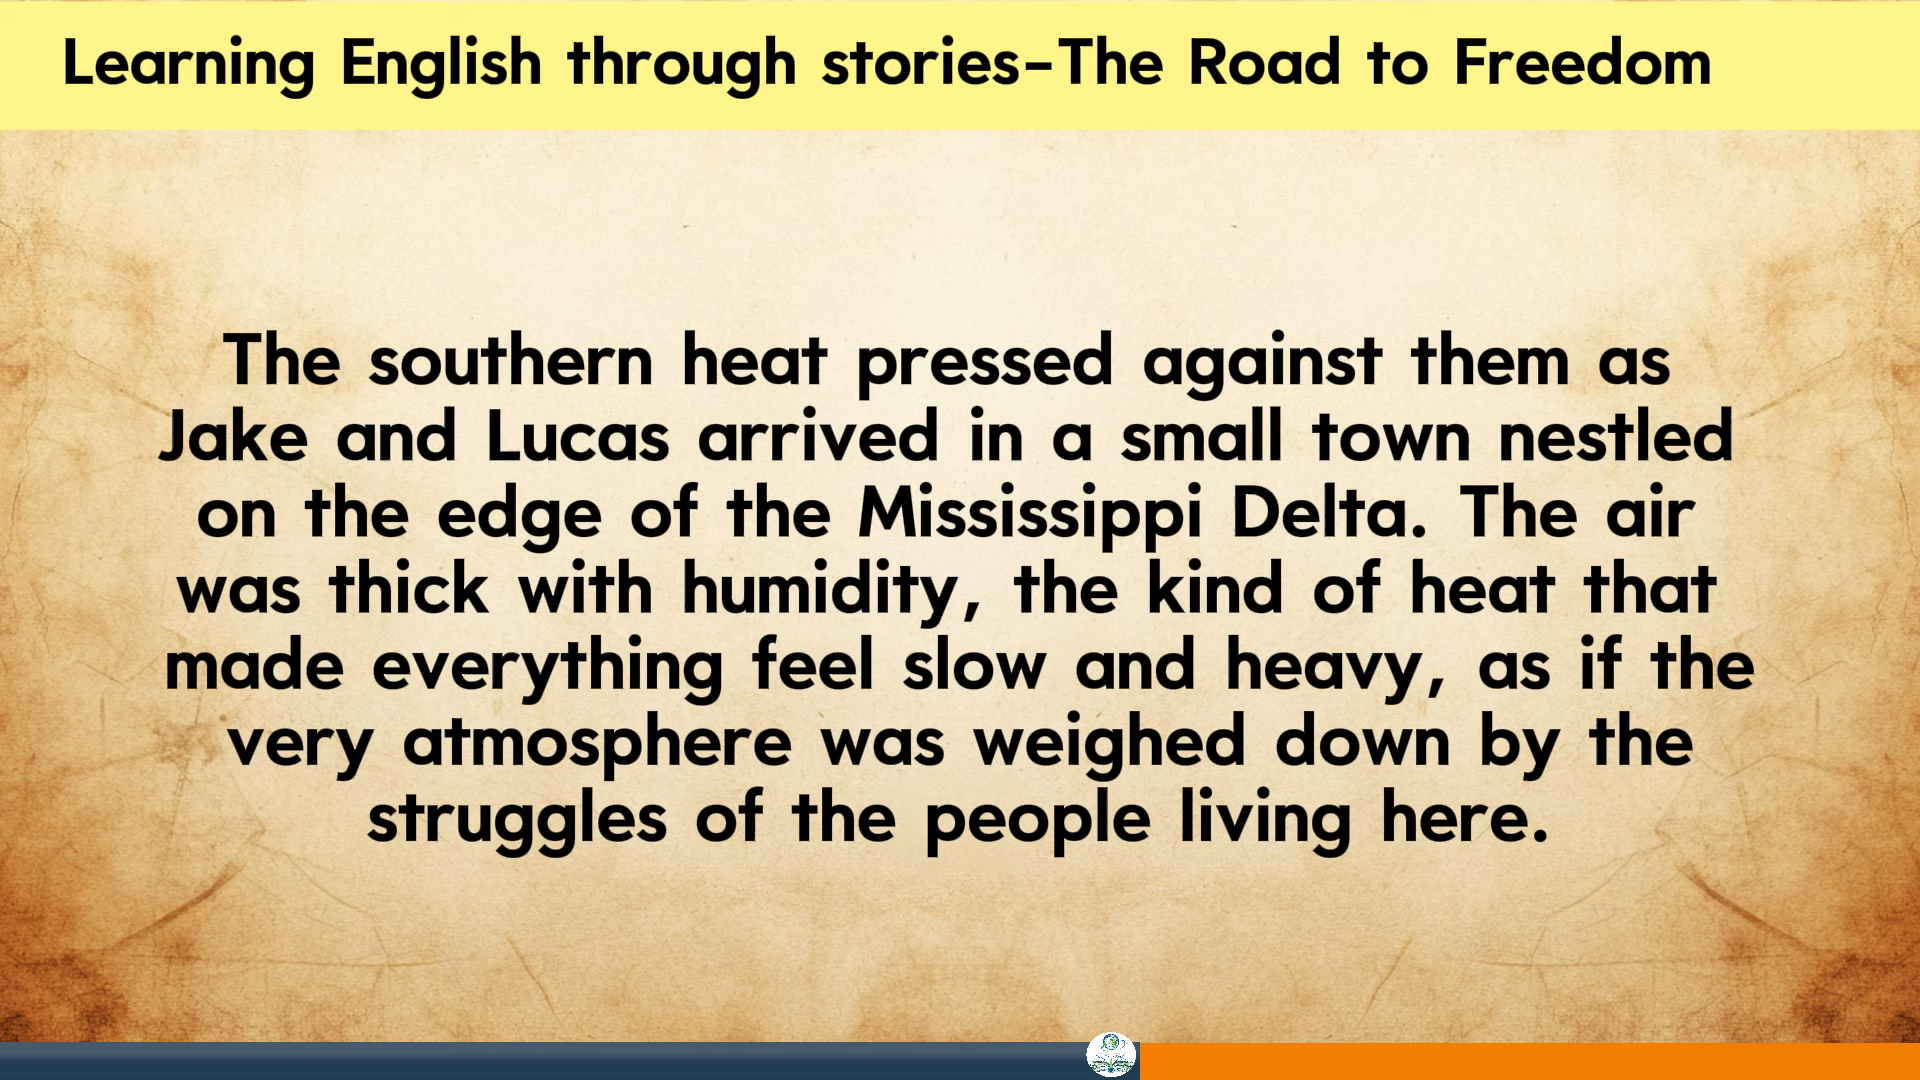 Learning English through stories-The Road to Freedom
The southern heat pressed against them as
Jake and Lucas arrived in a small town nestled
on the edge of the Mississippi Delta. The air
was thick with humidity, the kind of heat that
made everything feel slow and heavy, as if the
very atmosphere was weighed down by the
struggles of the people living here.